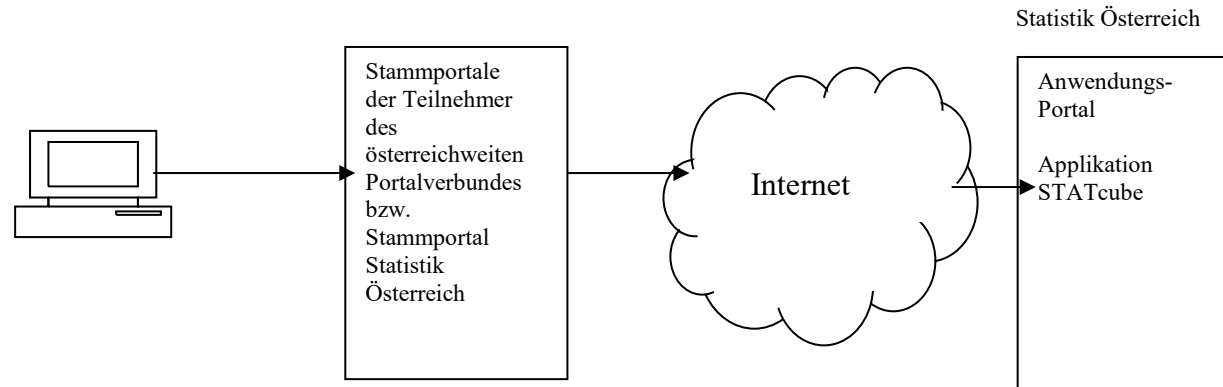 Statistik Österreich
Stammportale
der Teilnehmer
des
österreichweiten
Portalverbundes
bzw.
Stammportal
Statistik
Österreich
Internet
Anwendungs-
Portal
Applikation
STATcube